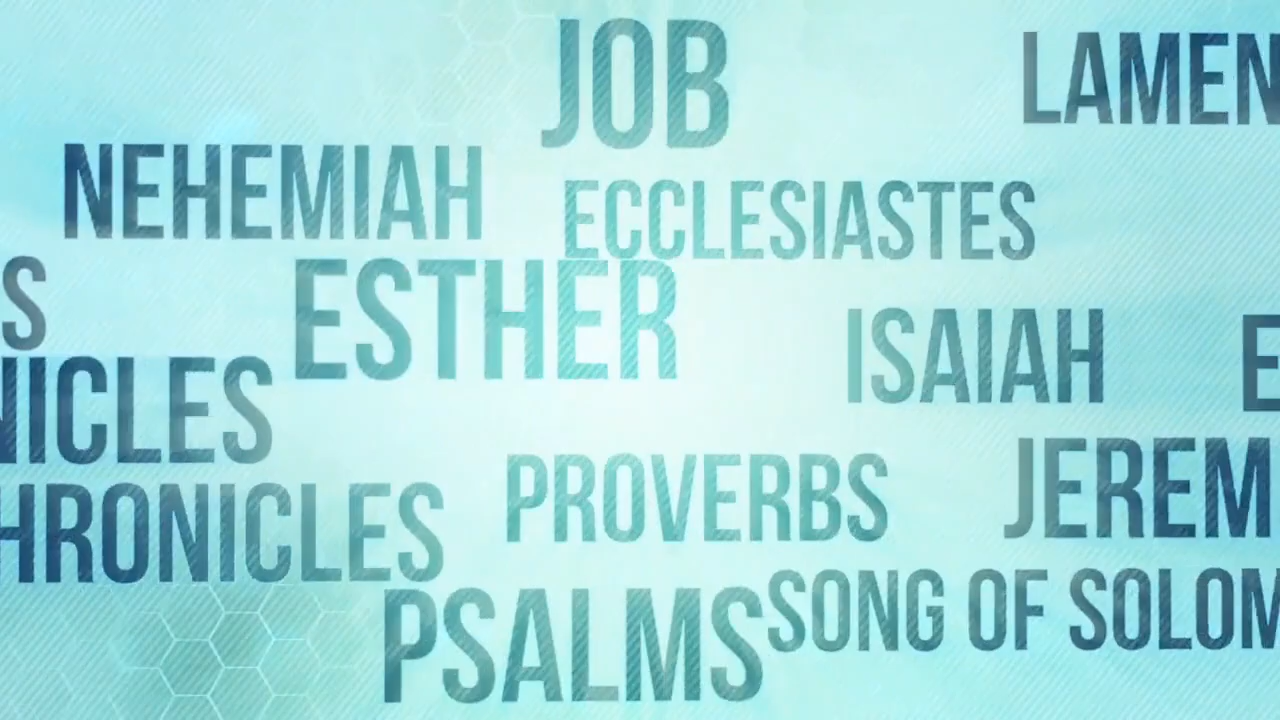 JOB
LAMEN
NEHEMIAH
ECCLESIASTES
S
ESTHER
ISAIAH
E
NICLES
JEREM
PROVERBS
HRONICLES
SONG OF SOLOM
PSALMS